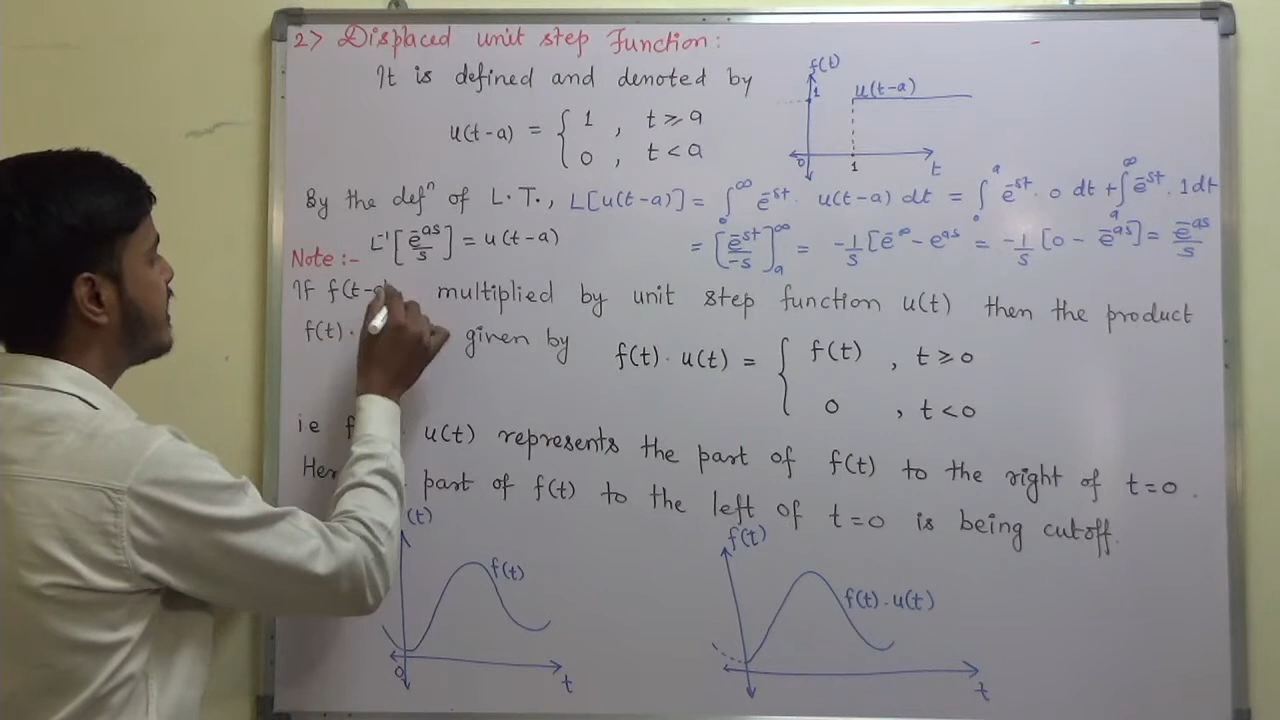 2> Displaced unit step Function:
It is defined and denoted by
u(t-a) = { 1 , t ≥ a
0 , t < a
f(t)
1
u(t-a)
0
1
t
By the defⁿ of L.T., L[u(t-a)] = ∫₀^∞ e^-st . u(t-a) dt = ∫₀^a e^-st . 0 dt + ∫ₐ^∞ e^-st . 1 dt
L⁻¹[e^-as/s] = u(t-a)
= [e^-st/-s]ₐ^∞ = -1/s [e^-∞ - e^as = -1/s [0 - e^-as] = e^-as/s
Note :-
If f(t- multiplied by unit step function u(t) then the product
f(t) . given by f(t) . u(t) = { f(t) , t ≥ 0
0 , t < 0
ie u(t) represents the part of f(t) to the right of t=0 .
part of f(t) to the left of t=0 is being cutoff.
(t)
f(t)
0
t
f(t)
f(t) . u(t)
t